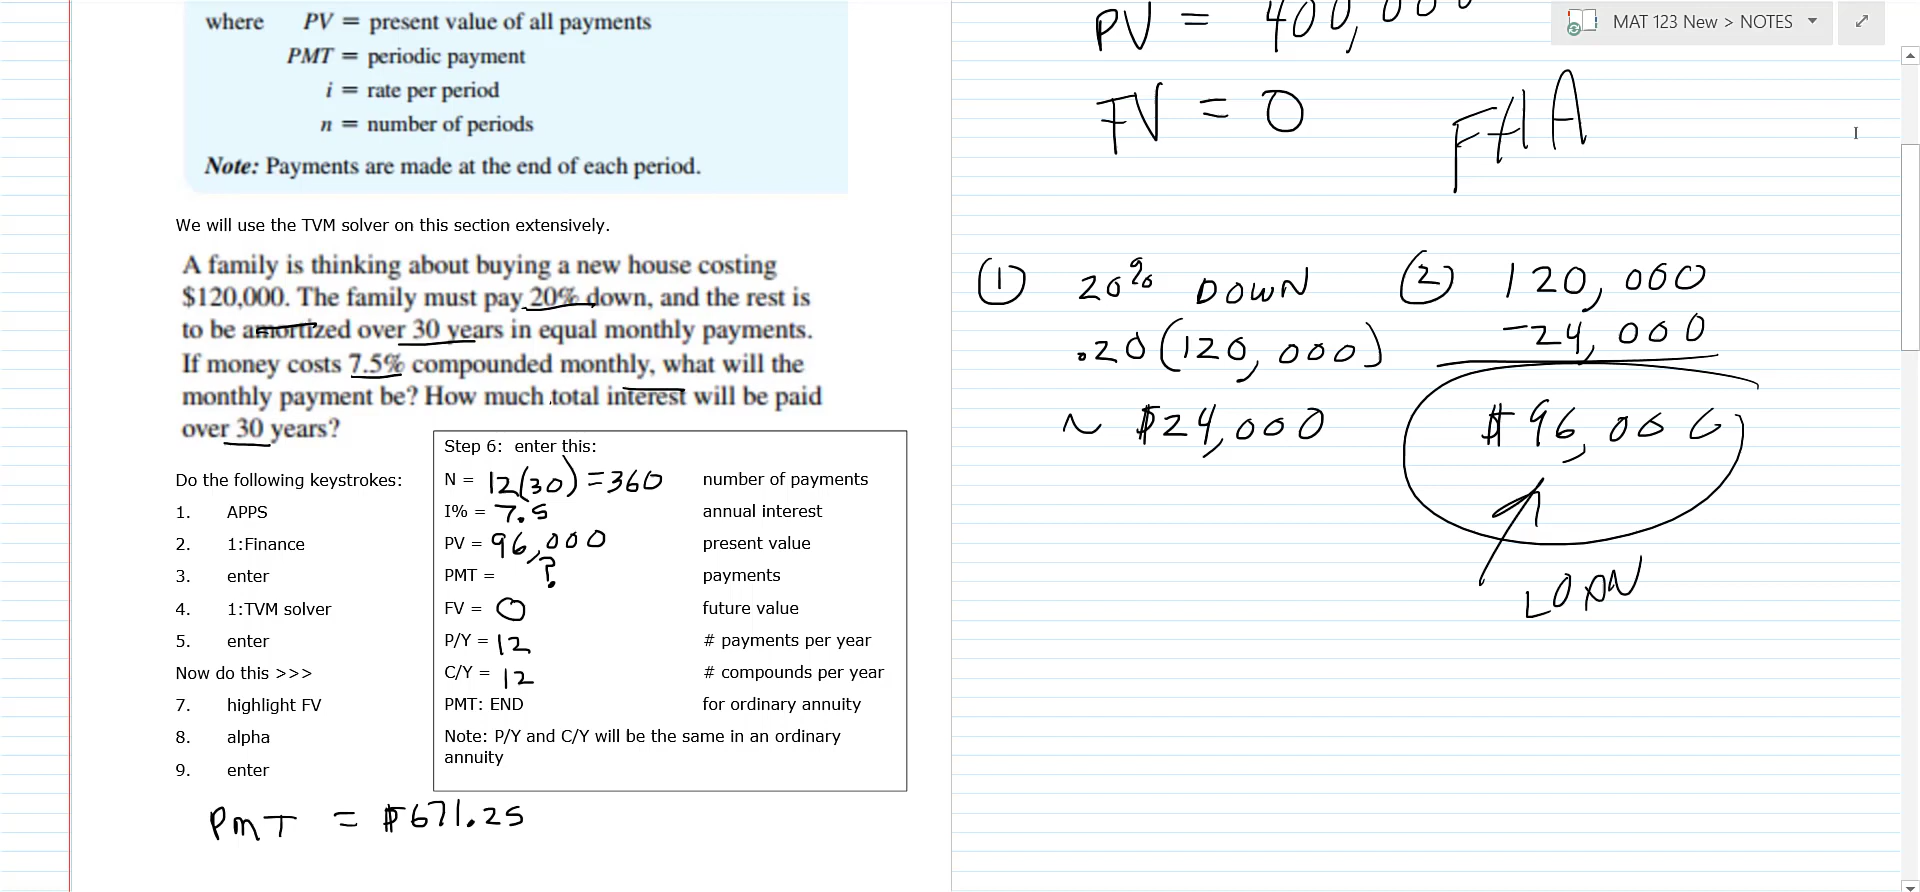 where PV = present value of all payments
PMT = periodic payment
i = rate per period
n = number of periods
Note: Payments are made at the end of each period.
We will use the TVM solver on this section extensively.
A family is thinking about buying a new house costing
$120,000. The family must pay 20% down, and the rest is
to be amortized over 30 years in equal monthly payments.
If money costs 7.5% compounded monthly, what will the
monthly payment be? How much total interest will be paid
over 30 years?
Do the following keystrokes:
1. APPS
2. 1:Finance
3. enter
4. 1:TVM solver
5. enter
Now do this >>>
7. highlight FV
8. alpha
9. enter
Step 6: enter this:
N = 12(30) = 360 number of payments
I% = 7.5 annual interest
PV = 96,000 present value
PMT = ? payments
FV = 0 future value
P/Y = 12 # payments per year
C/Y = 12 # compounds per year
PMT: END for ordinary annuity
Note: P/Y and C/Y will be the same in an ordinary
annuity
PMT = $671.25
MAT 123 New > NOTES
PV = 400,000
FV = 0
FHA
(1) 20% DOWN
.20(120,000)
~ $24,000
(2) 120,000
-24,000
$96,000
LOAN